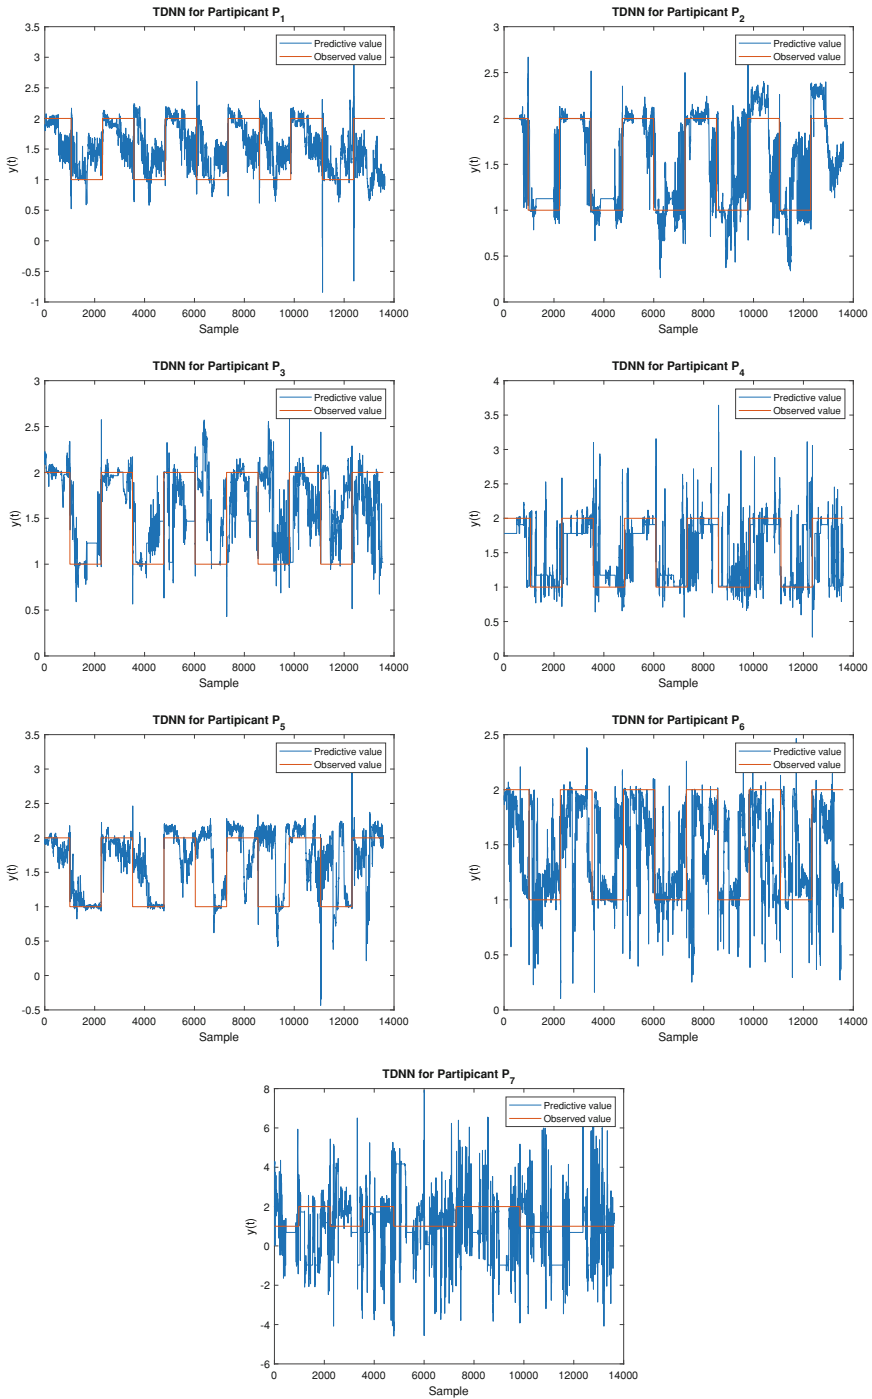 TDNN for Partipicant P1
3.5
3
2.5
2
1.5
1
0.5
0
-0.5
-1
y(t)
0 2000 4000 6000 8000 10000 12000 14000
Sample
Predictive value
Observed value
TDNN for Partipicant P2
3
2.5
2
1.5
1
0.5
0
y(t)
0 2000 4000 6000 8000 10000 12000 14000
Sample
Predictive value
Observed value
TDNN for Partipicant P3
3
2.5
2
1.5
1
0.5
0
y(t)
0 2000 4000 6000 8000 10000 12000 14000
Sample
Predictive value
Observed value
TDNN for Partipicant P4
4
3.5
3
2.5
2
1.5
1
0.5
0
y(t)
0 2000 4000 6000 8000 10000 12000 14000
Sample
Predictive value
Observed value
TDNN for Partipicant P5
3.5
3
2.5
2
1.5
1
0.5
0
-0.5
y(t)
0 2000 4000 6000 8000 10000 12000 14000
Sample
Predictive value
Observed value
TDNN for Partipicant P6
2.5
2
1.5
1
0.5
0
y(t)
0 2000 4000 6000 8000 10000 12000 14000
Sample
Predictive value
Observed value
TDNN for Partipicant P7
8
6
4
2
0
-2
-4
-6
y(t)
0 2000 4000 6000 8000 10000 12000 14000
Sample
Predictive value
Observed value